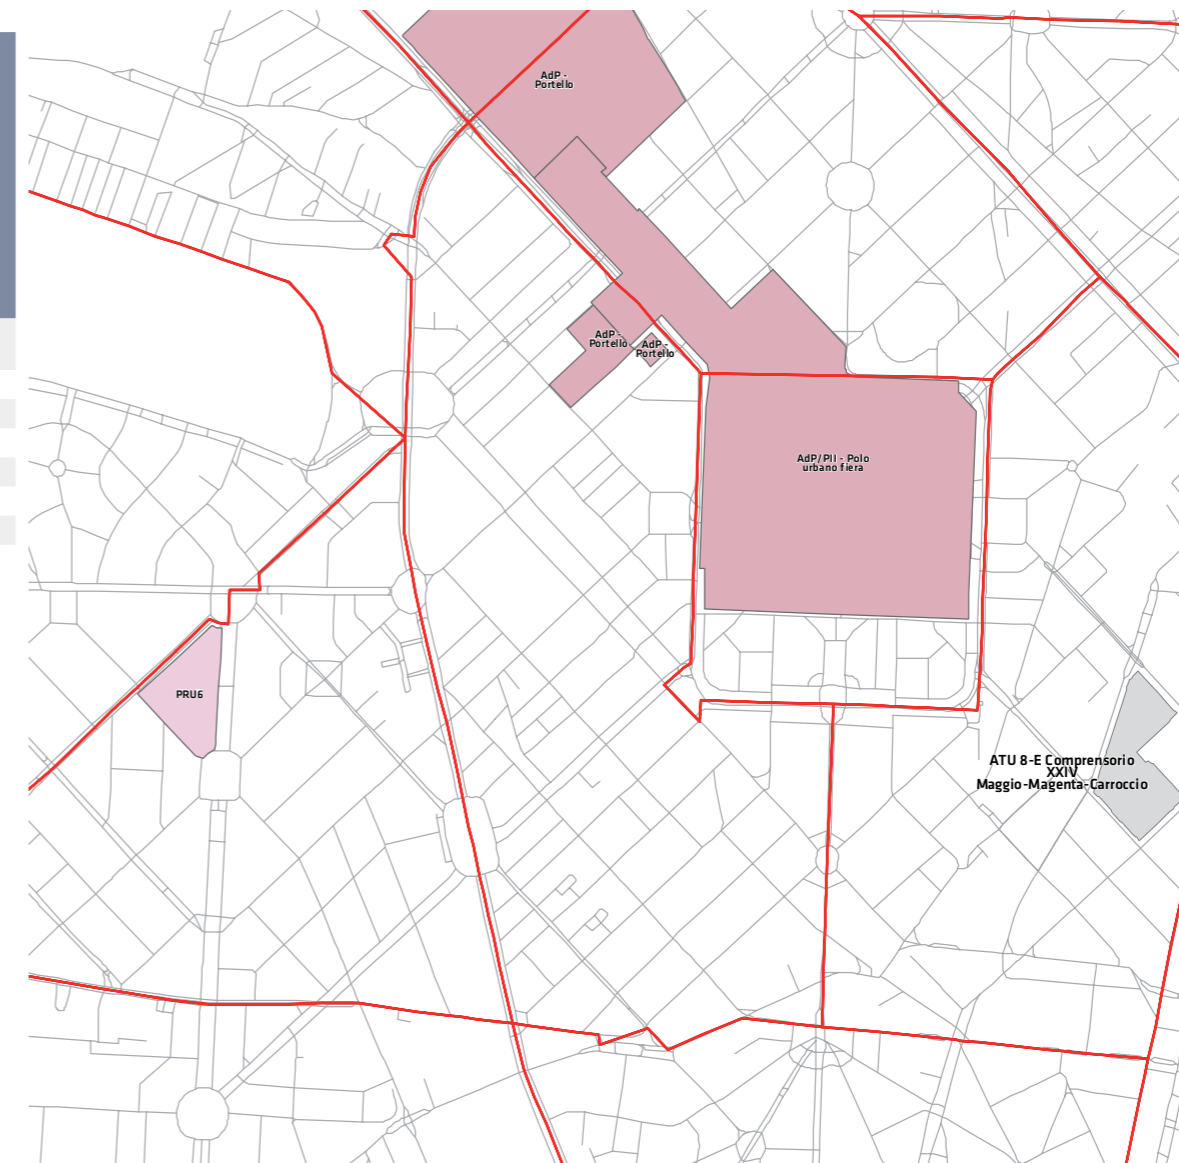 AdP -
Portello
AdP -
Portello
AdP -
Portello
AdP/PII - Polo
urbano fiera
PRU6
ATU 8-E Comprensorio
XXIV
Maggio-Magenta-Carroccio